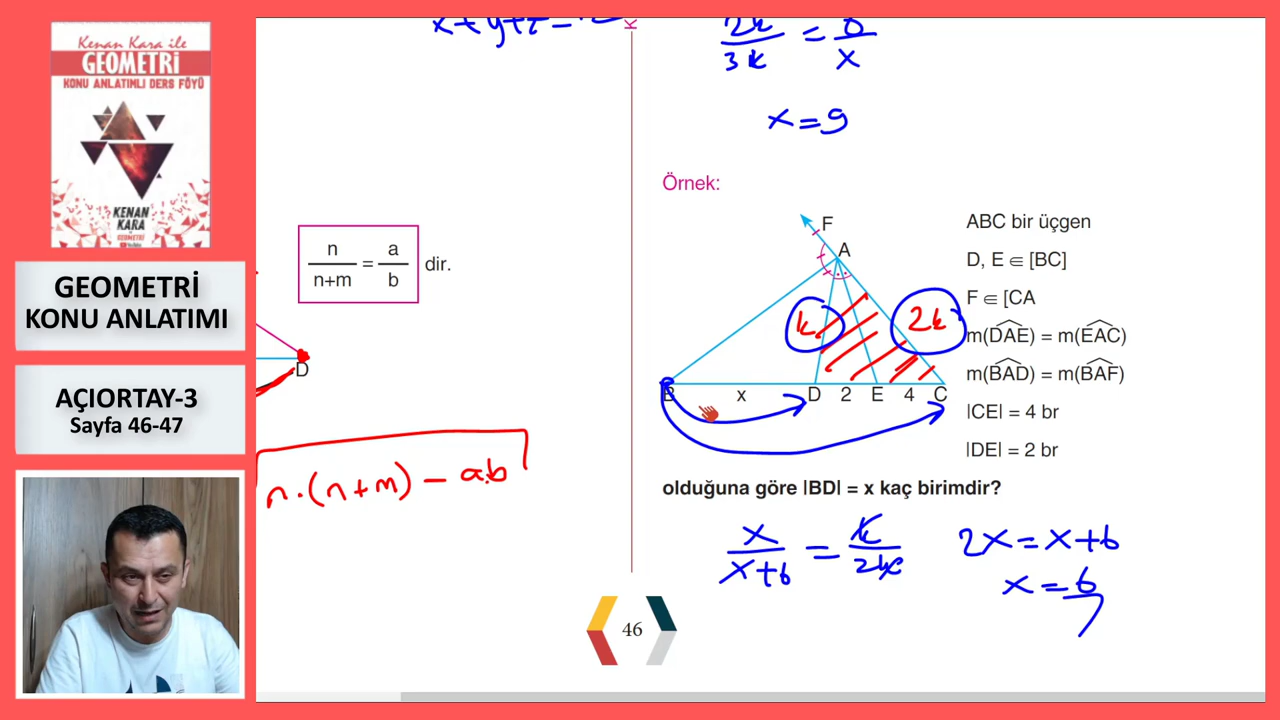 Kenan Kara ile
GEOMETRİ
KONU ANLATIMLI DERS FÖYÜ
KENAN
KARA
GEOMETRİ
GEOMETRİ
KONU ANLATIMI
AÇIORTAY-3
Sayfa 46-47
n/(n+m) = a/b dir.
D
n.(n+m) - a.b
K
2k/3k = 6/x
x = 9
Örnek:
F
A
k
2k
B x D 2 E 4 C
ABC bir üçgen
D, E ∈ [BC]
F ∈ [CA
m(DAE) = m(EAC)
m(BAD) = m(BAF)
|CE| = 4 br
|DE| = 2 br
olduğuna göre |BD| = x kaç birimdir?
x/(x+6) = k/2k
2x = x+6
x = 6
46